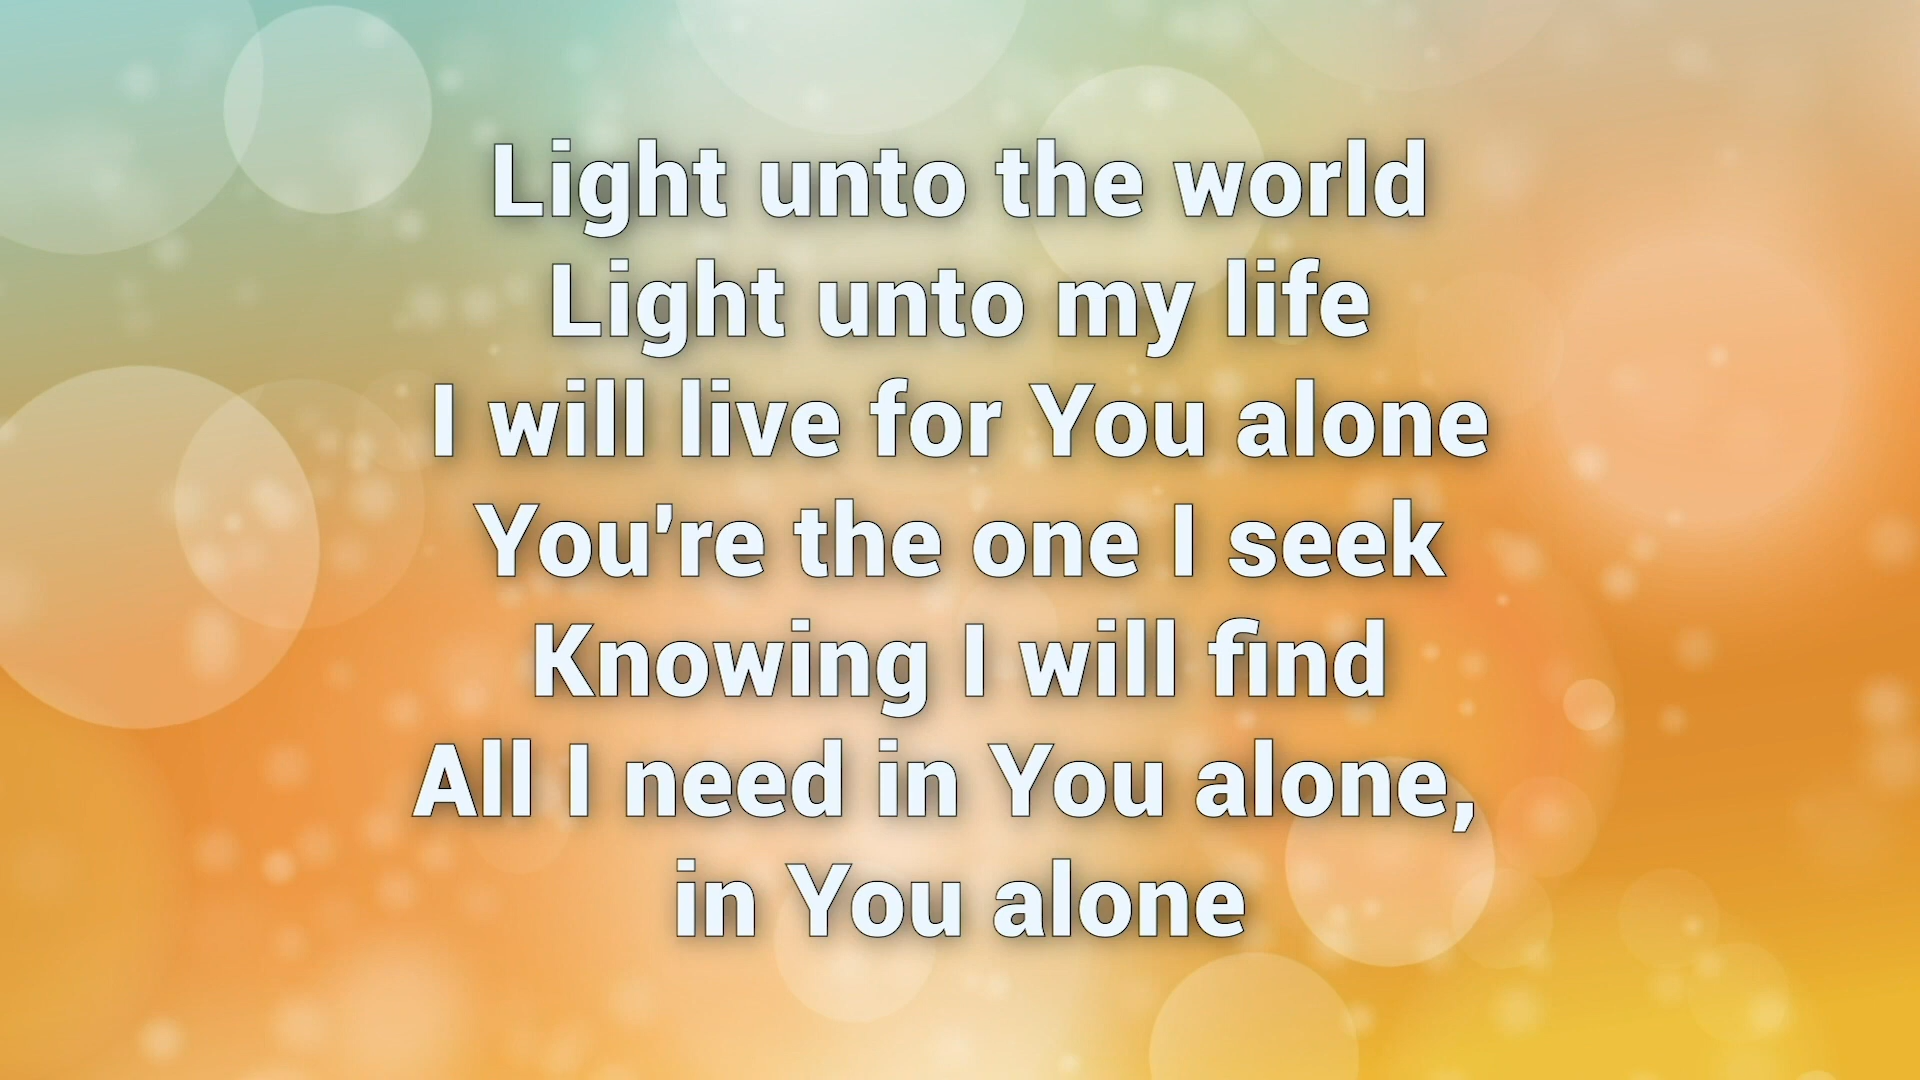 Light unto the world
Light unto my life
I will live for You alone
You're the one I seek
Knowing I will find
All I need in You alone,
in You alone